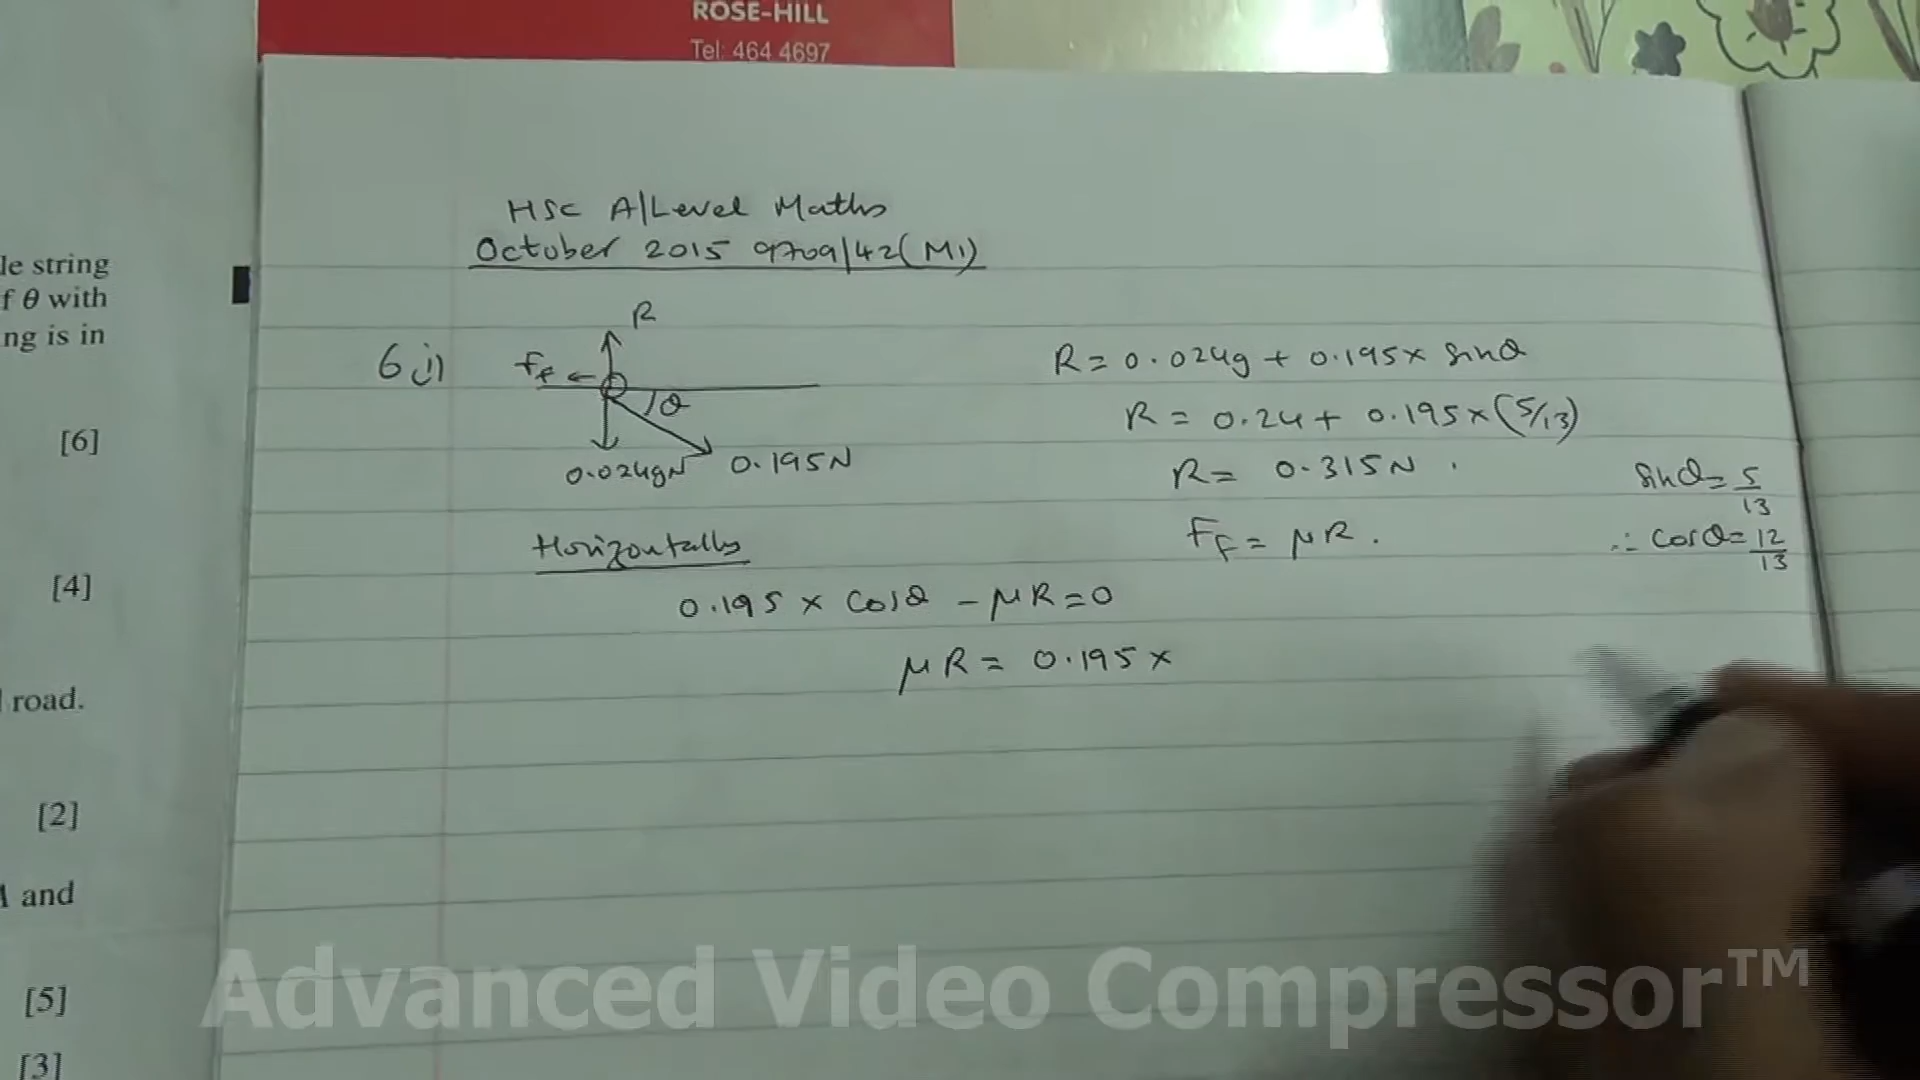 ROSE-HILL
Tel: 464 4697
le string
f θ with
ng is in
[6]
[4]
road.
[2]
and
[5]
[3]
HSC A/Level Maths
October 2015 9709/42(M1)
6 i)
R
Ff
θ
0.024gN
0.195N
R = 0.024g + 0.195 × sinθ
R = 0.24 + 0.195 × (5/13)
R = 0.315N .
FF = μR .
sinθ = 5/13
∴ cosθ = 12/13
Horizontally
0.195 × cosθ - μR = 0
μR = 0.195 ×
Advanced Video Compressor™